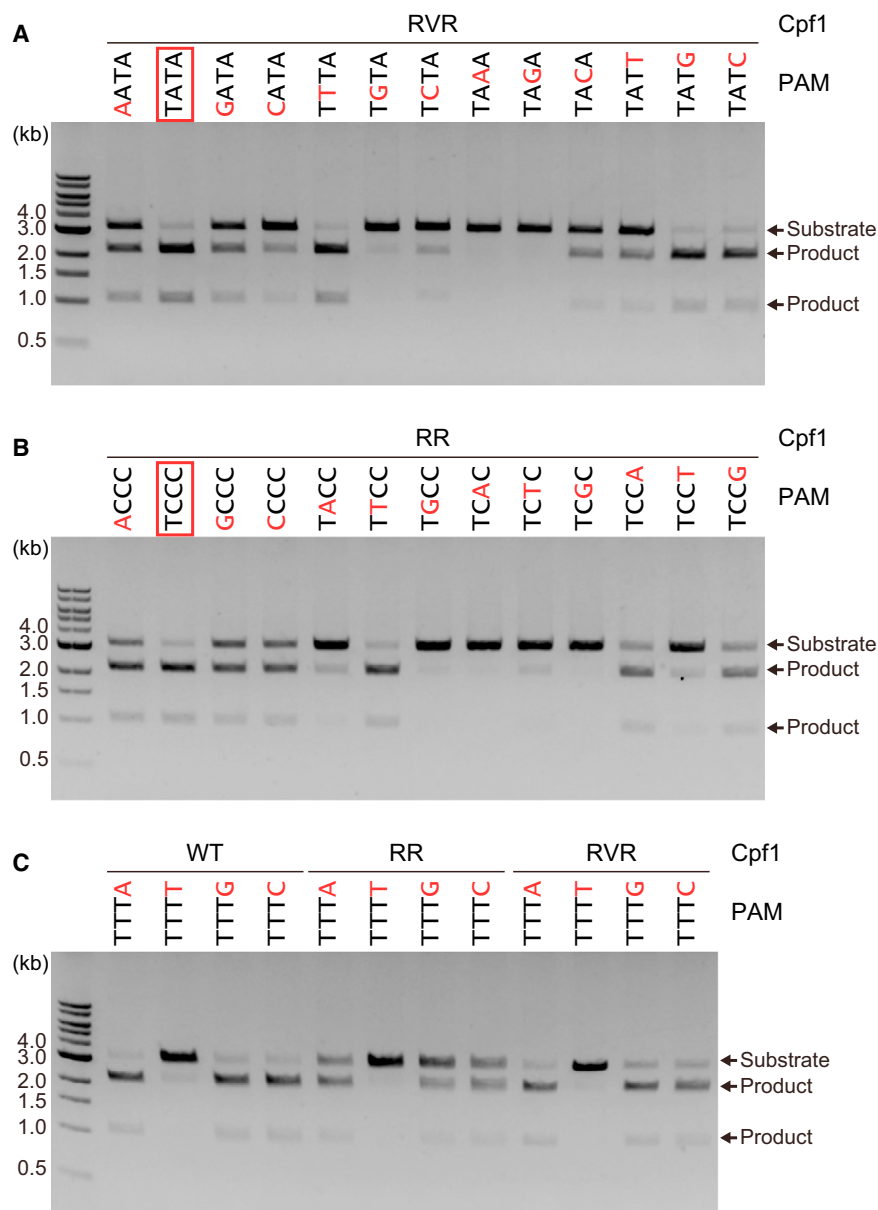 A
RVR
Cpf1
AATA TATA GATA CATA TTTA TGTA TCTA TAAA TAGA TACA TATT TATG TATC
PAM
(kb)
4.0
3.0
2.0
1.5
1.0
0.5
Substrate
Product
Product
B
RR
Cpf1
ACCC TCCC GCCC CCCC TACC TTCC TGCC TCAC TCTC TCGC TCCA TCCT TCCG
PAM
(kb)
4.0
3.0
2.0
1.5
1.0
0.5
Substrate
Product
Product
C
WT RR RVR
Cpf1
TTTA TTTT TTTG TTTC TTTA TTTT TTTG TTTC TTTA TTTT TTTG TTTC
PAM
(kb)
4.0
3.0
2.0
1.5
1.0
0.5
Substrate
Product
Product